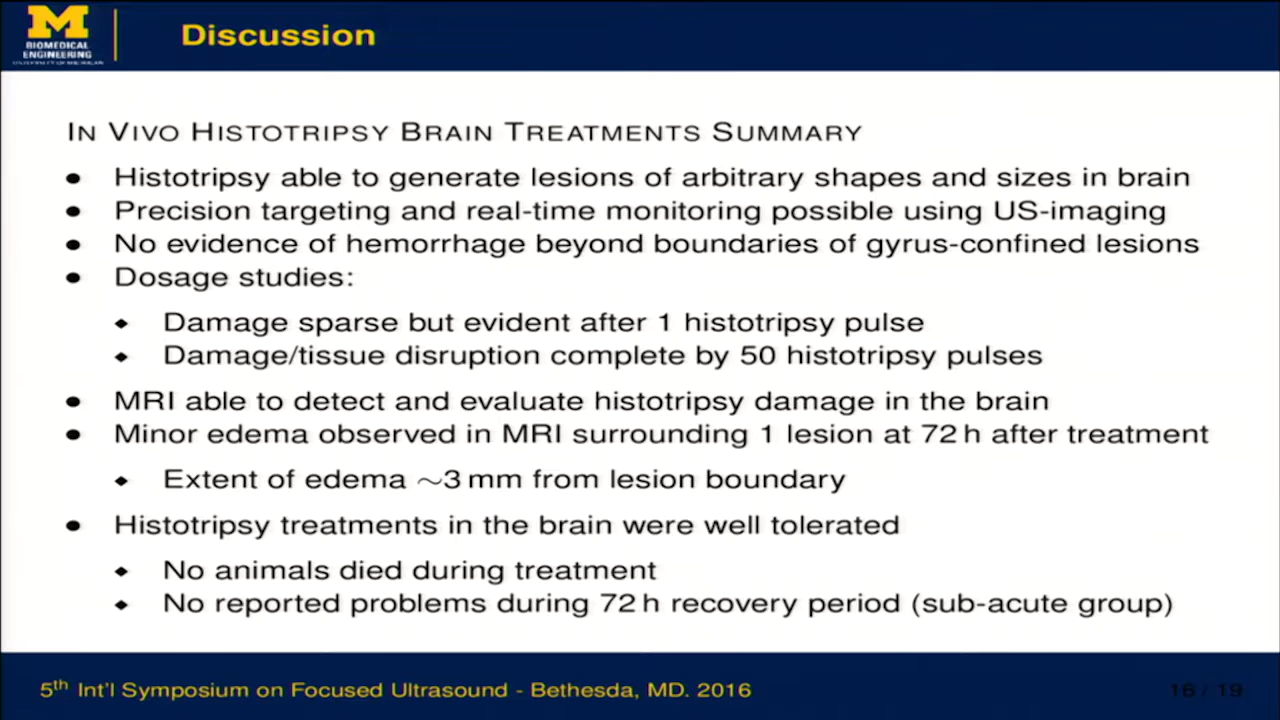 M
BIOMEDICAL
ENGINEERING
UNIVERSITY OF MICHIGAN
Discussion
In Vivo Histotripsy Brain Treatments Summary
● Histotripsy able to generate lesions of arbitrary shapes and sizes in brain
● Precision targeting and real-time monitoring possible using US-imaging
● No evidence of hemorrhage beyond boundaries of gyrus-confined lesions
● Dosage studies:
◆ Damage sparse but evident after 1 histotripsy pulse
◆ Damage/tissue disruption complete by 50 histotripsy pulses
● MRI able to detect and evaluate histotripsy damage in the brain
● Minor edema observed in MRI surrounding 1 lesion at 72 h after treatment
◆ Extent of edema ∼3 mm from lesion boundary
● Histotripsy treatments in the brain were well tolerated
◆ No animals died during treatment
◆ No reported problems during 72 h recovery period (sub-acute group)
5th Int'l Symposium on Focused Ultrasound - Bethesda, MD. 2016
16 / 19